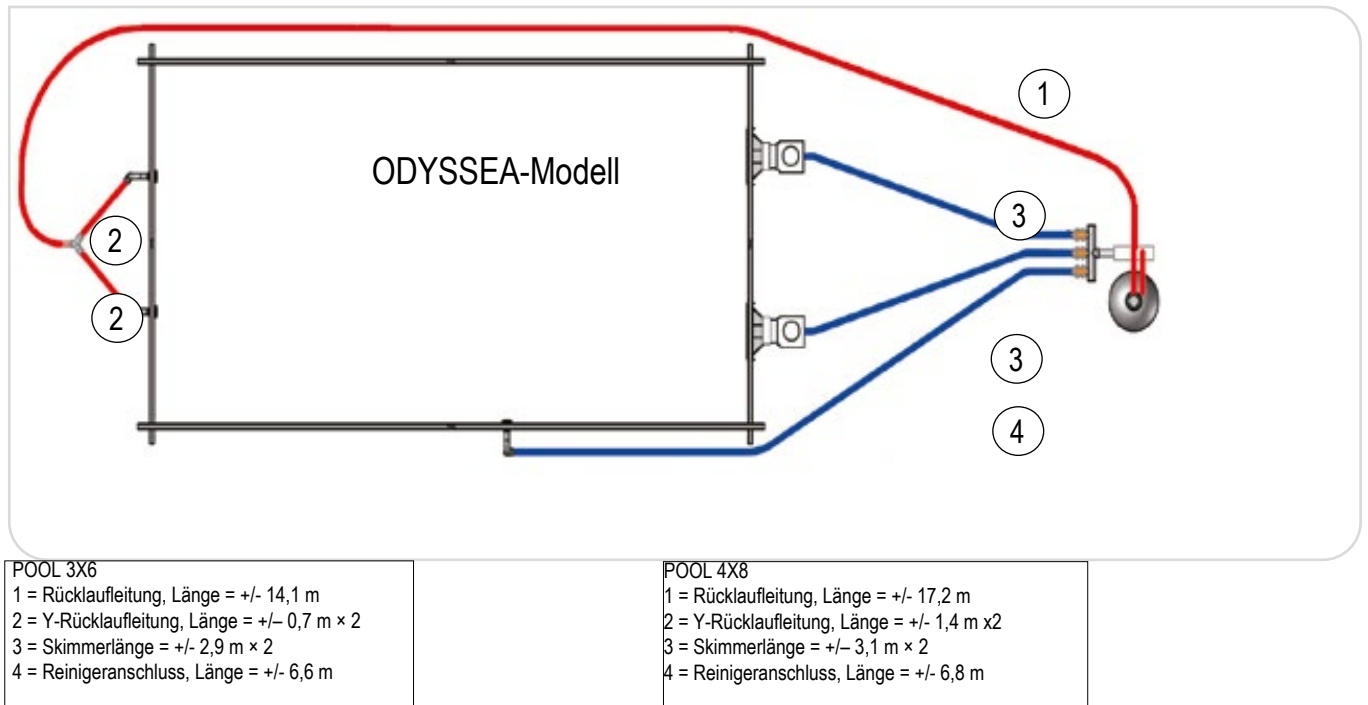 1
ODYSSEA-Modell
3
2
2
3
4
POOL 3X6
1 = Rücklaufleitung, Länge = +/- 14,1 m
2 = Y-Rücklaufleitung, Länge = +/– 0,7 m × 2
3 = Skimmerlänge = +/- 2,9 m × 2
4 = Reinigeranschluss, Länge = +/- 6,6 m
POOL 4X8
1 = Rücklaufleitung, Länge = +/- 17,2 m
2 = Y-Rücklaufleitung, Länge = +/- 1,4 m x2
3 = Skimmerlänge = +/– 3,1 m × 2
4 = Reinigeranschluss, Länge = +/- 6,8 m